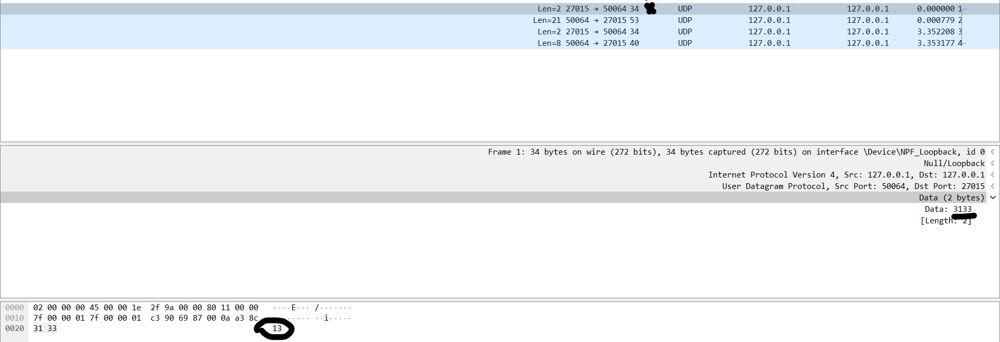 Len=2 27015 → 50064 34 UDP 127.0.0.1 127.0.0.1 0.000000 1
Len=21 50064 → 27015 53 UDP 127.0.0.1 127.0.0.1 0.000779 2
Len=2 27015 → 50064 34 UDP 127.0.0.1 127.0.0.1 3.352208 3
Len=8 50064 → 27015 40 UDP 127.0.0.1 127.0.0.1 3.353177 4
Frame 1: 34 bytes on wire (272 bits), 34 bytes captured (272 bits) on interface \Device\NPF_Loopback, id 0
Null/Loopback
Internet Protocol Version 4, Src: 127.0.0.1, Dst: 127.0.0.1
User Datagram Protocol, Src Port: 50064, Dst Port: 27015
Data (2 bytes)
Data: 3133
[Length: 2]
0000 02 00 00 00 45 00 00 1e 2f 9a 00 00 80 11 00 00 ····E··· /·······
0010 7f 00 00 01 7f 00 00 01 c3 90 69 87 00 0a a3 8c ········ ··i·····
0020 31 33 13